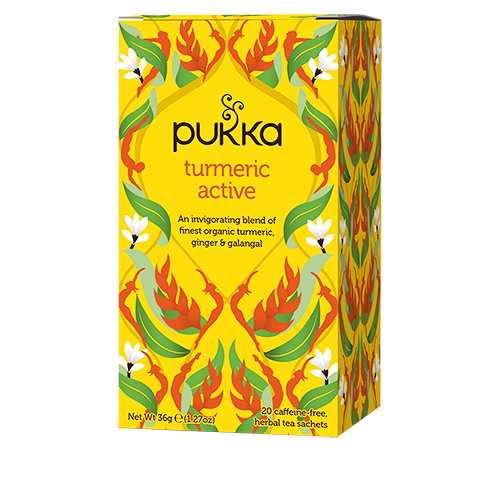 pukka
turmeric
active
An invigorating blend of
finest organic turmeric,
ginger & galangal
Net Wt 36g ℮ (1.27oz)
20 caffeine-free,
herbal tea sachets